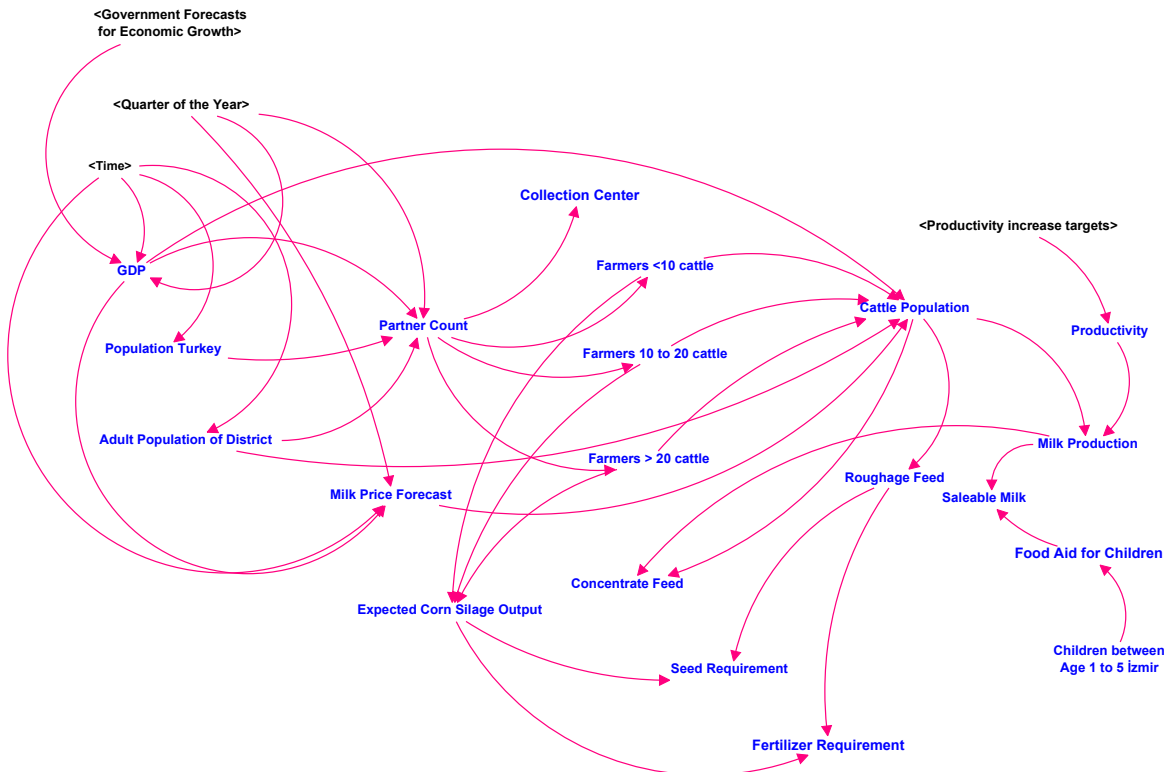 <Government Forecasts
for Economic Growth>
<Quarter of the Year>
<Time>
Collection Center
<Productivity increase targets>
GDP
Farmers <10 cattle
Cattle Population
Partner Count
Productivity
Population Turkey
Farmers 10 to 20 cattle
Adult Population of District
Milk Production
Farmers > 20 cattle
Roughage Feed
Milk Price Forecast
Saleable Milk
Food Aid for Children
Concentrate Feed
Expected Corn Silage Output
Children between
Age 1 to 5 İzmir
Seed Requirement
Fertilizer Requirement